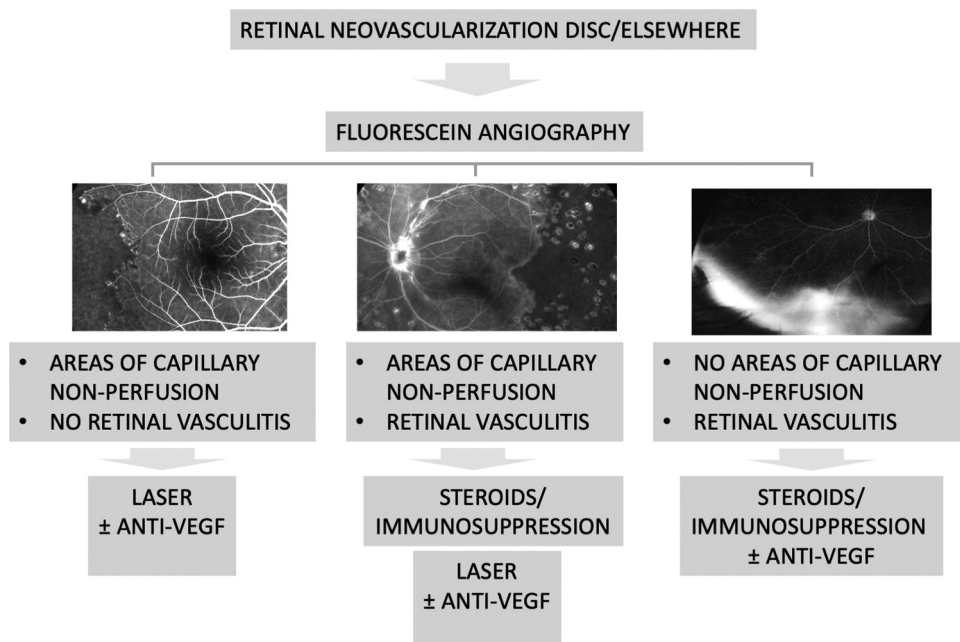 RETINAL NEOVASCULARIZATION DISC/ELSEWHERE
FLUORESCEIN ANGIOGRAPHY
• AREAS OF CAPILLARY
NON-PERFUSION
• NO RETINAL VASCULITIS
LASER
± ANTI-VEGF
• AREAS OF CAPILLARY
NON-PERFUSION
• RETINAL VASCULITIS
STEROIDS/
IMMUNOSUPPRESSION
LASER
± ANTI-VEGF
• NO AREAS OF CAPILLARY
NON-PERFUSION
• RETINAL VASCULITIS
STEROIDS/
IMMUNOSUPPRESSION
± ANTI-VEGF